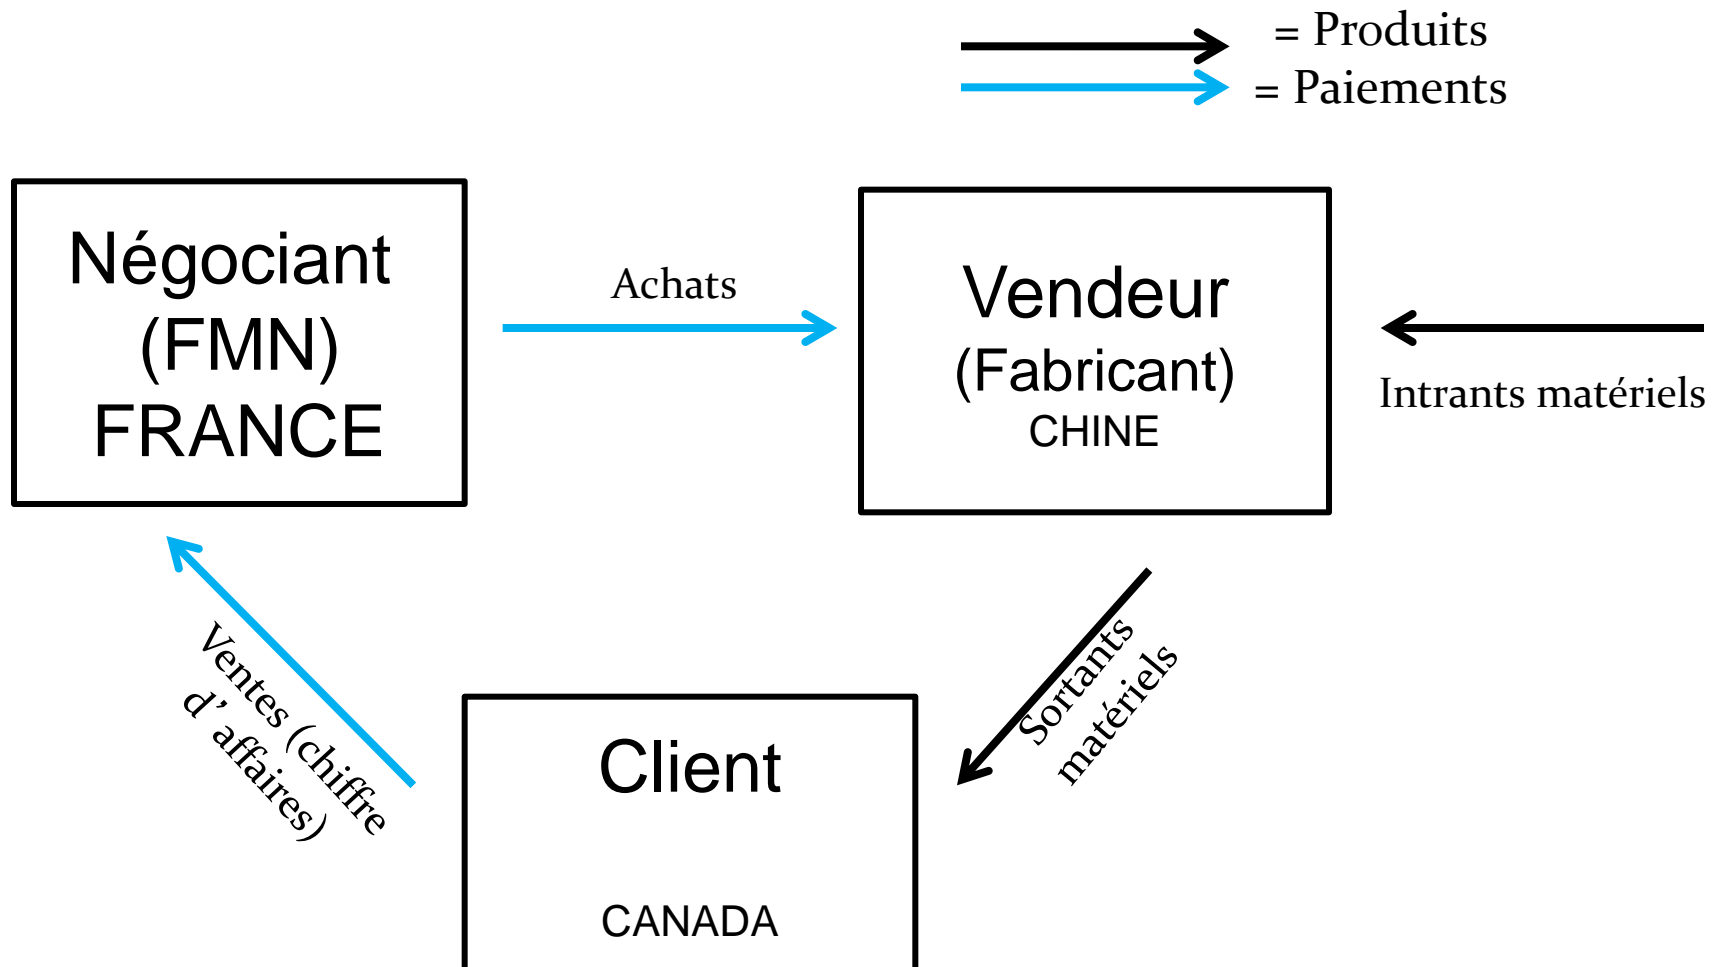 = Produits
= Paiements
Négociant
(FMN)
FRANCE
Achats
Vendeur
(Fabricant)
CHINE
Intrants matériels
Ventes (chiffre
d’ affaires)
Sortants
matériels
Client
CANADA